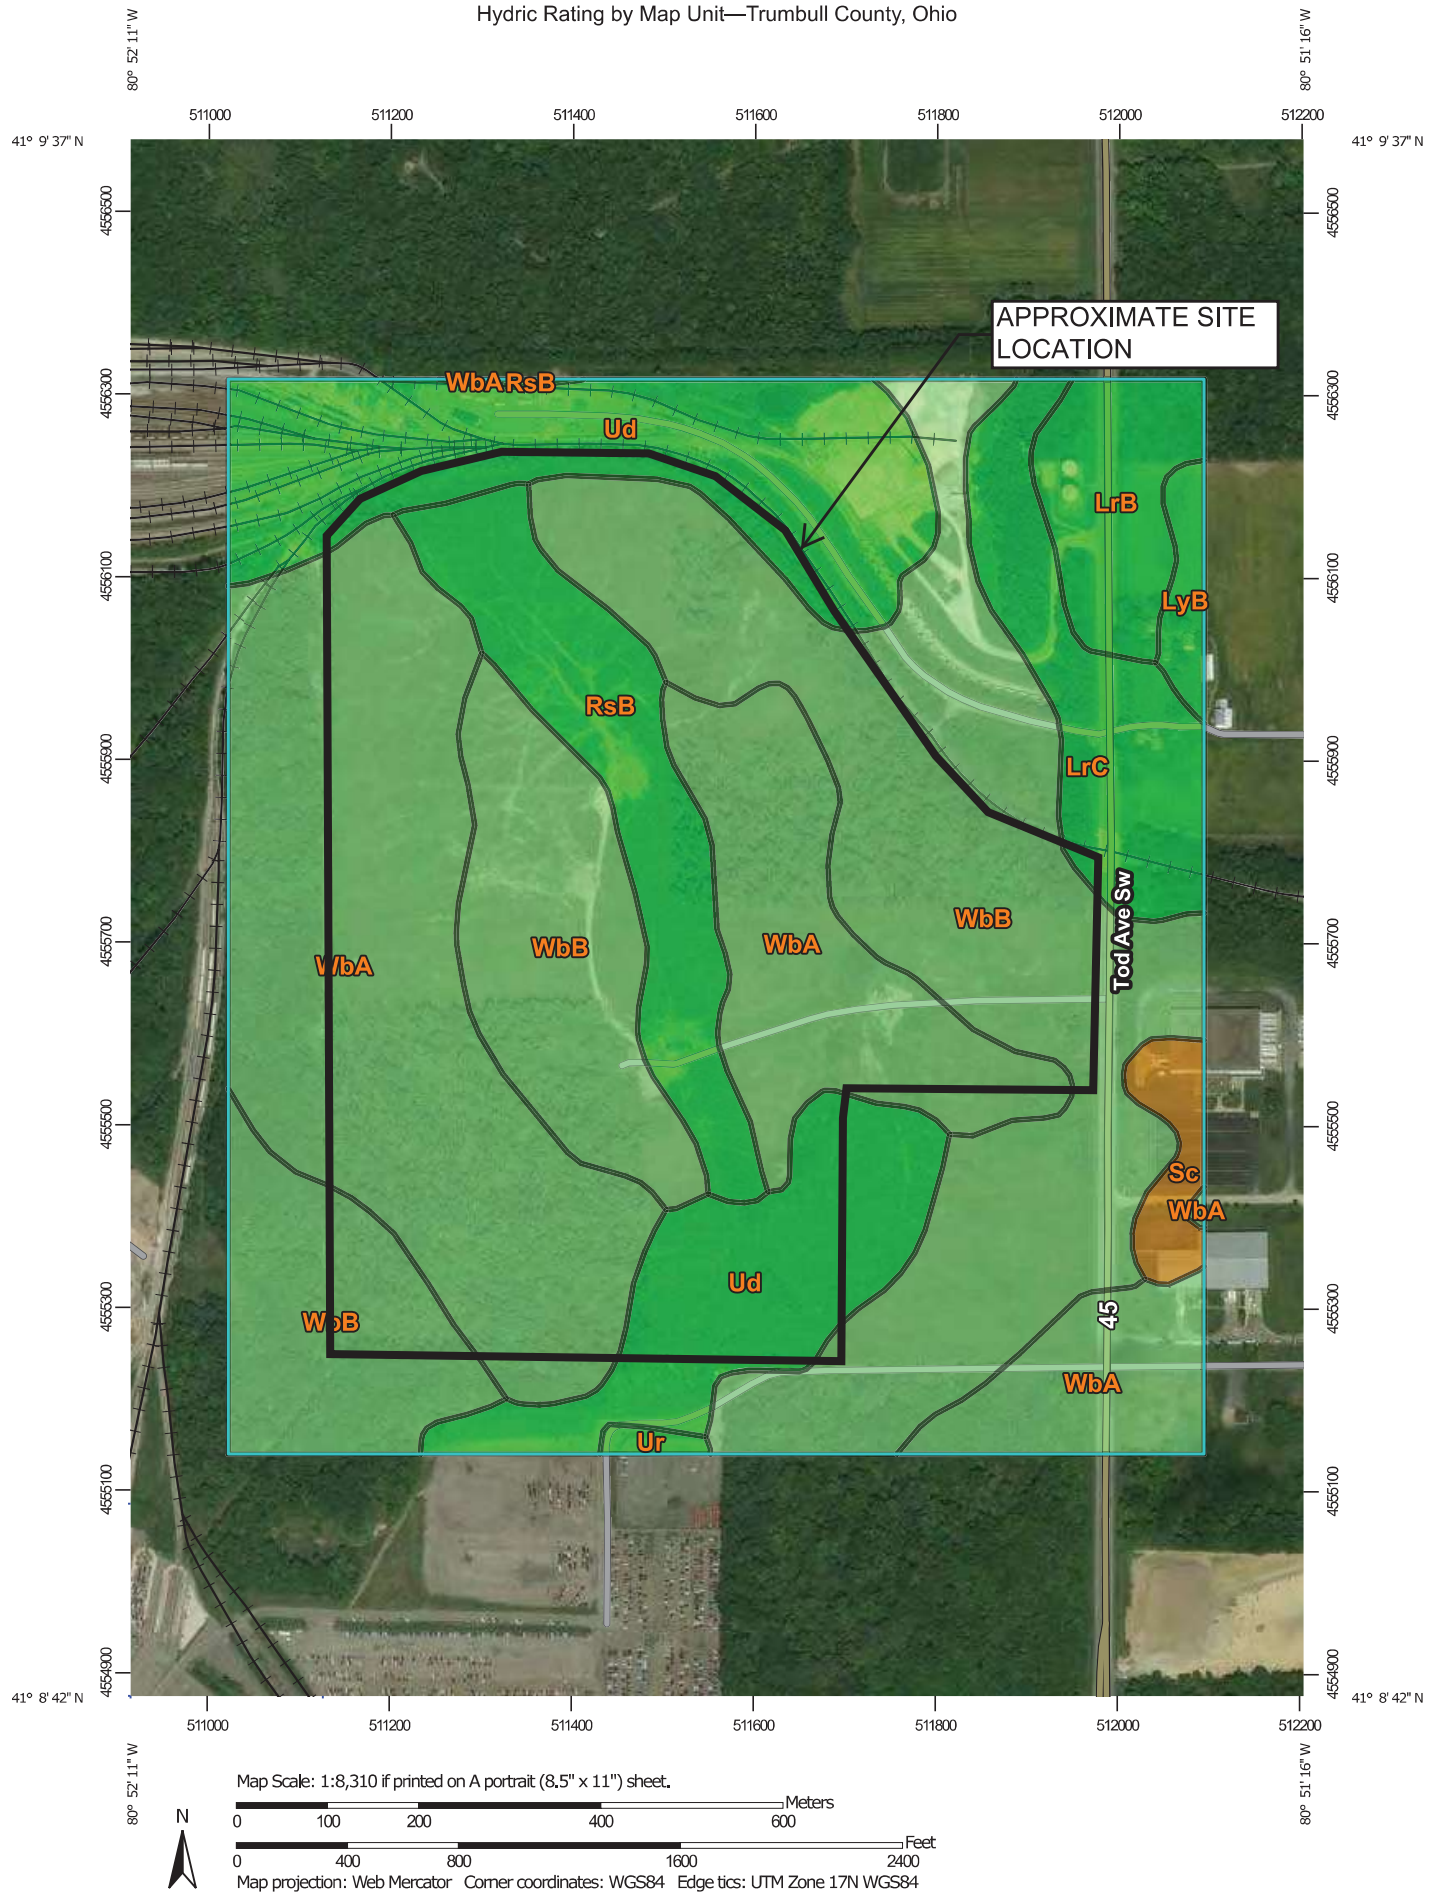 Hydric Rating by Map Unit—Trumbull County, Ohio
80° 52' 11" W
80° 51' 16" W
511000 511200 511400 511600 511800 512000 512200
41° 9' 37" N
41° 9' 37" N
4556500
4556500
APPROXIMATE SITE
LOCATION
4556300
4556300
WbA RsB
Ud
LrB
4556100
4556100
LyB
RsB
4555900
4555900
LrC
Tod Ave Sw
WbB
4555700
4555700
WbB
WbA
WbA
4555500
4555500
Sc
WbA
Ud
4555300
4555300
WbB
45
WbA
Ur
4555100
4555100
4554900
4554900
41° 8' 42" N
41° 8' 42" N
511000 511200 511400 511600 511800 512000 512200
80° 52' 11" W
80° 51' 16" W
Map Scale: 1:8,310 if printed on A portrait (8.5" x 11") sheet.
Meters
0 100 200 400 600
N
Feet
0 400 800 1600 2400
Map projection: Web Mercator Corner coordinates: WGS84 Edge tics: UTM Zone 17N WGS84